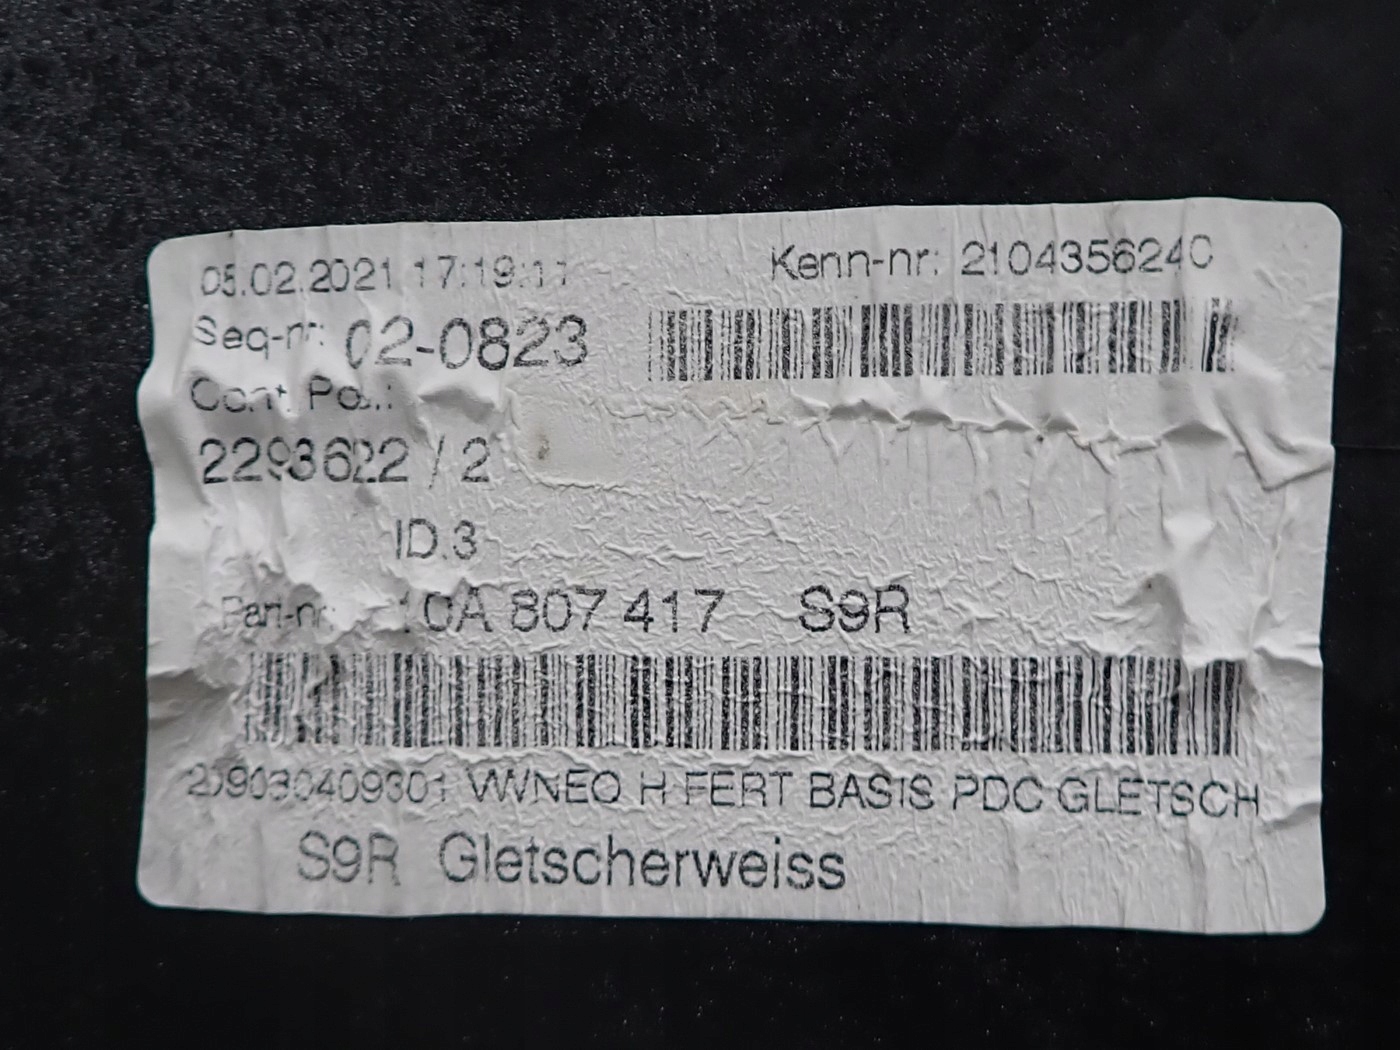 05.02.2021 17:19:11 Kenn-nr: 2104356240
Seq-nr: 02-0823
Cont. Pos.:
2293622 / 2
ID.3
Part-nr.: 10A 807 417 S9R
209030409301 VWNEO H FERT BASIS PDC GLETSCH
S9R Gletscherweiss